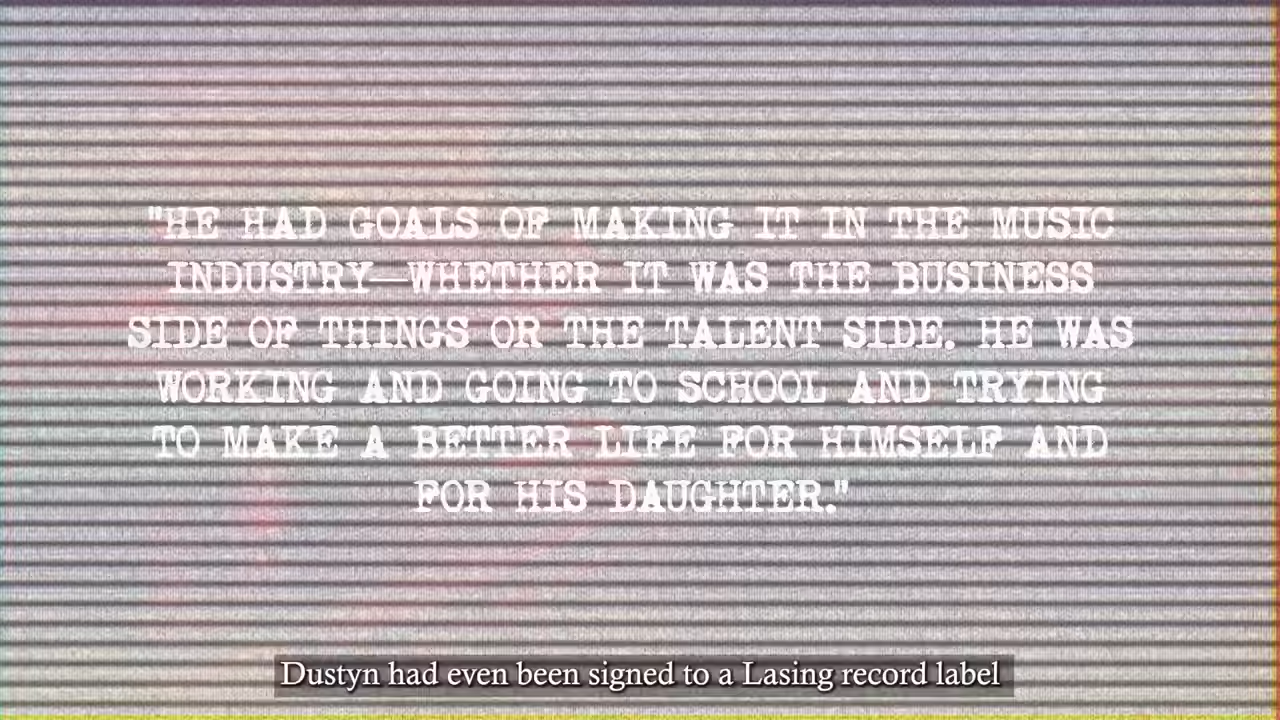 "HE HAD GOALS OF MAKING IT IN THE MUSIC
INDUSTRY—WHETHER IT WAS THE BUSINESS
SIDE OF THINGS OR THE TALENT SIDE. HE WAS
WORKING AND GOING TO SCHOOL AND TRYING
TO MAKE A BETTER LIFE FOR HIMSELF AND
FOR HIS DAUGHTER."
Dustyn had even been signed to a Lasing record label